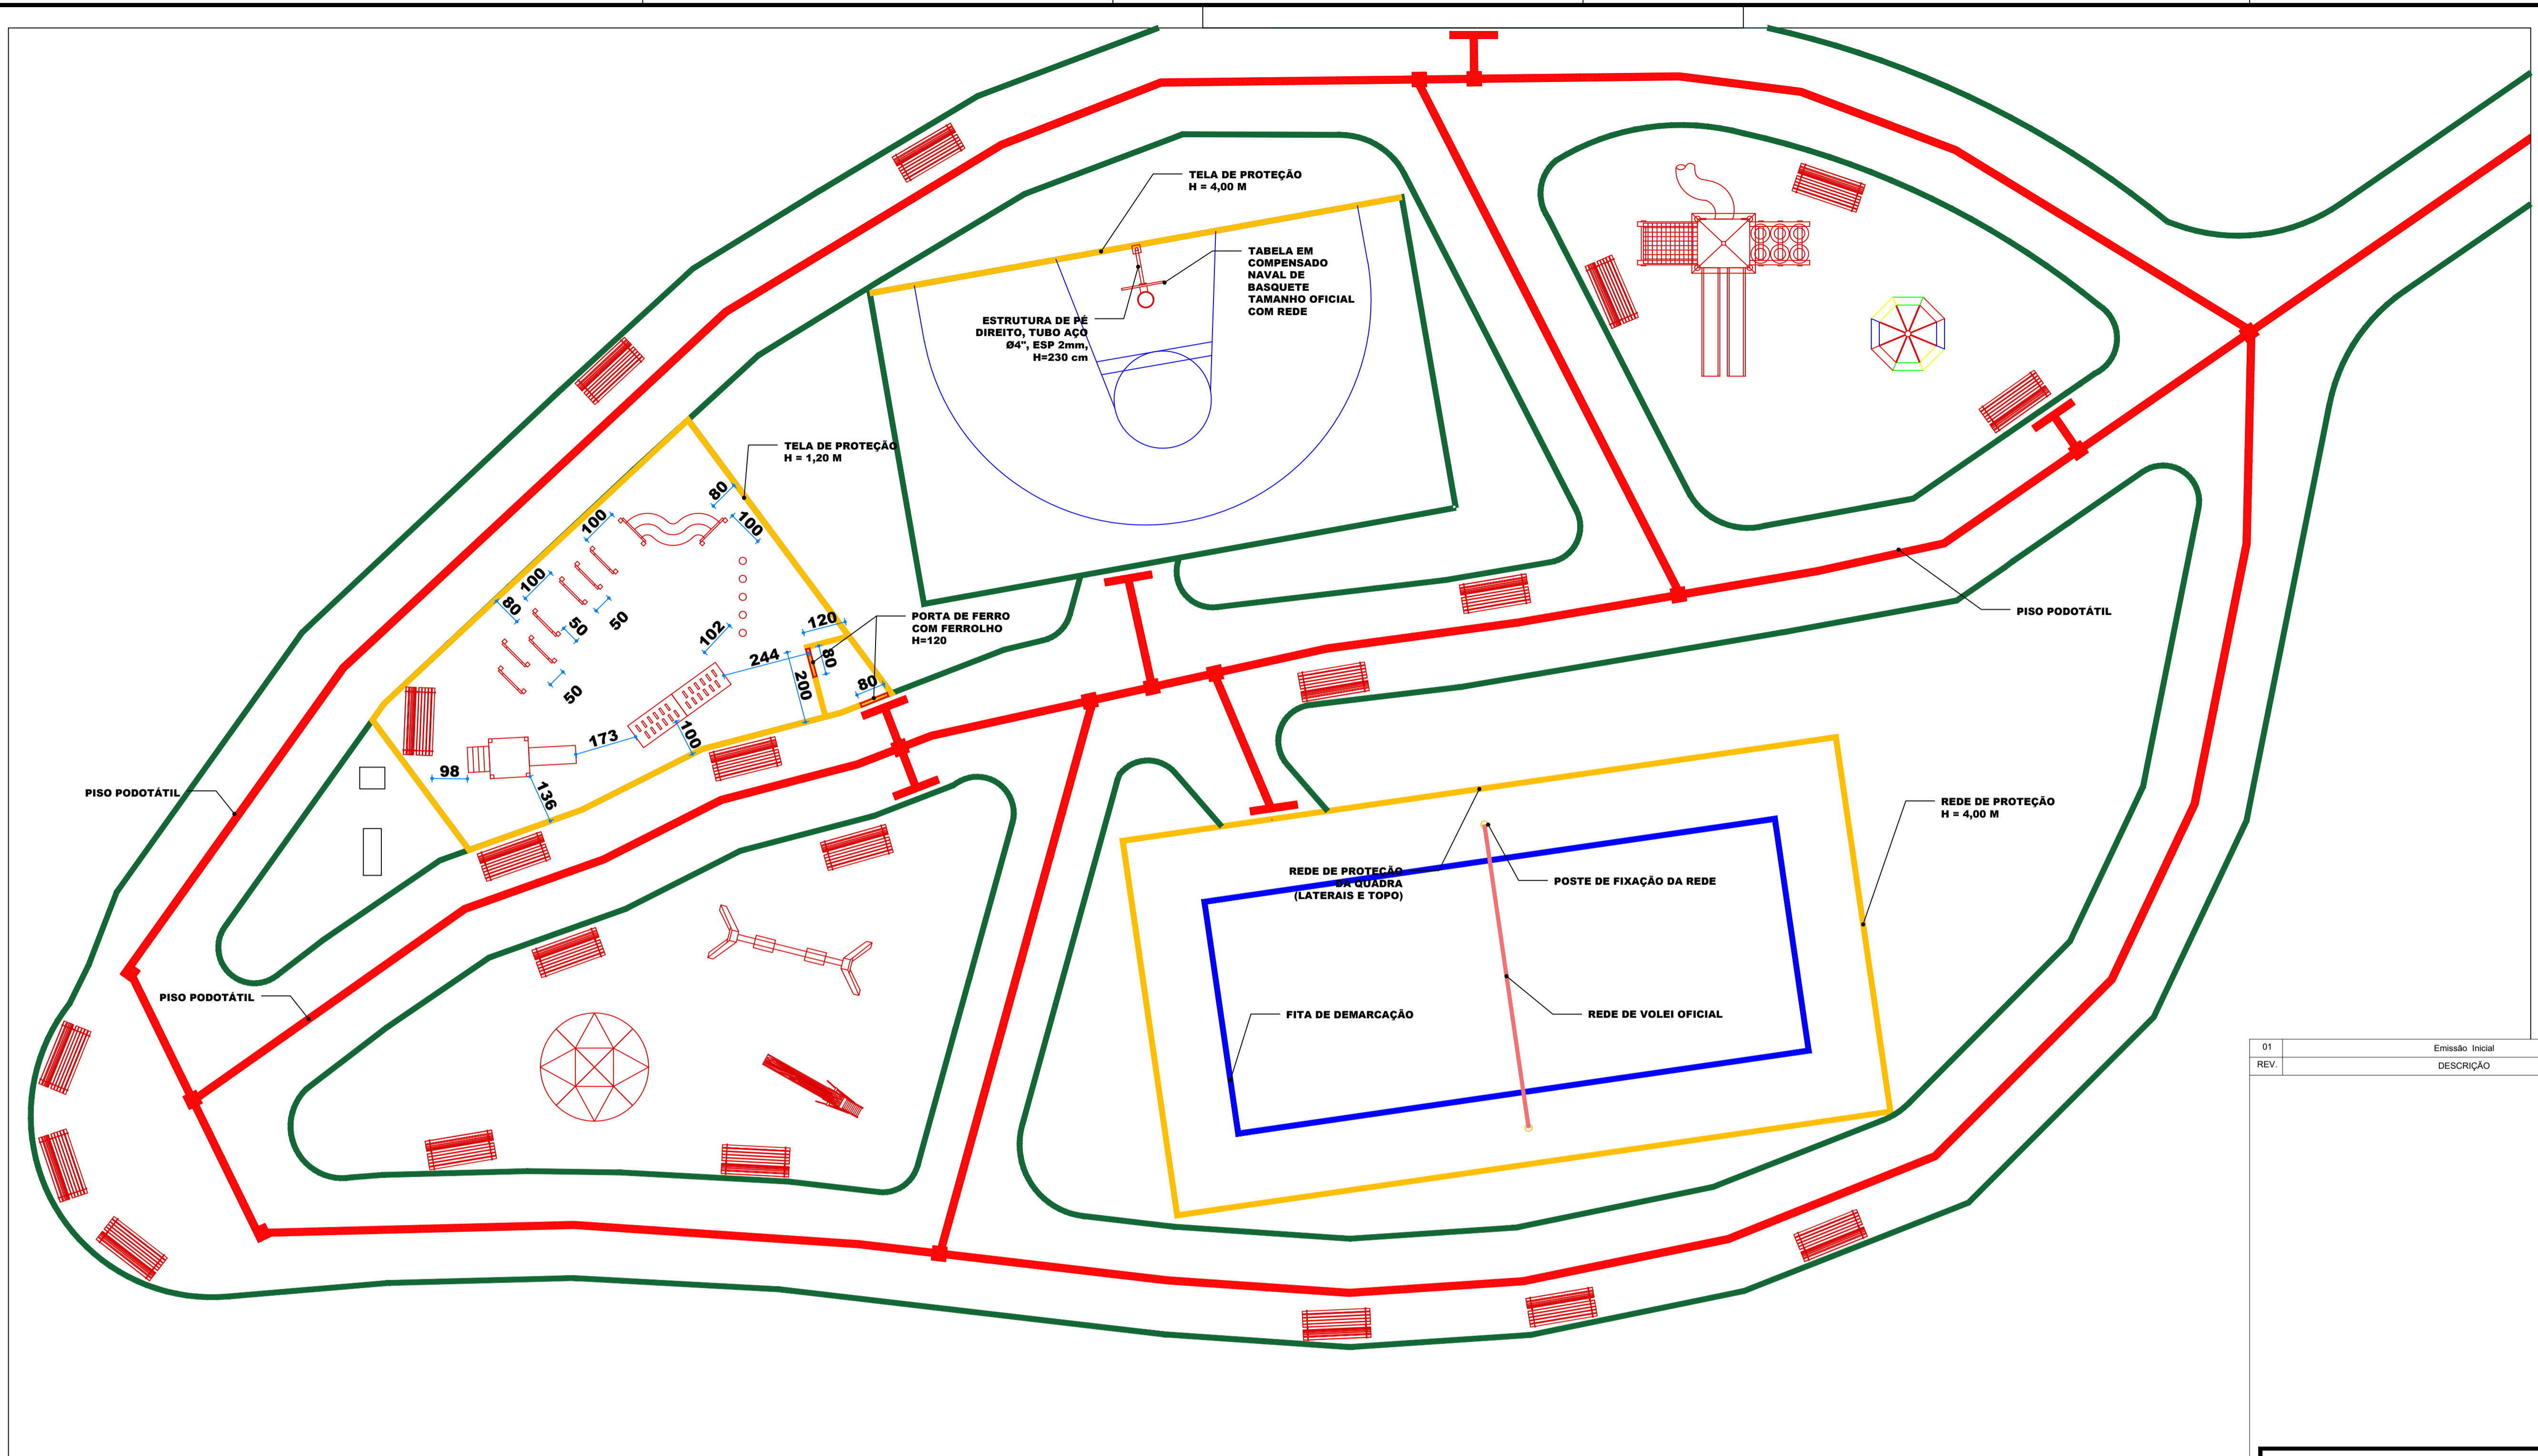 TELA DE PROTEÇÃO
H = 4,00 M
TABELA EM
COMPENSADO
NAVAL DE
BASQUETE
TAMANHO OFICIAL
COM REDE
ESTRUTURA DE PÉ
DIREITO, TUBO AÇO
Ø4", ESP 2mm,
H=230 cm
TELA DE PROTEÇÃO
H = 1,20 M
80
100
100
100
80
50
50
50
102
120
PORTA DE FERRO
COM FERROLHO
H=120
244
80
200
80
100
173
98
136
PISO PODOTÁTIL
PISO PODOTÁTIL
PISO PODOTÁTIL
REDE DE PROTEÇÃO
H = 4,00 M
REDE DE PROTEÇÃO
DA QUADRA
(LATERAIS E TOPO)
POSTE DE FIXAÇÃO DA REDE
FITA DE DEMARCAÇÃO
REDE DE VOLEI OFICIAL
01 Emissão Inicial
REV. DESCRIÇÃO